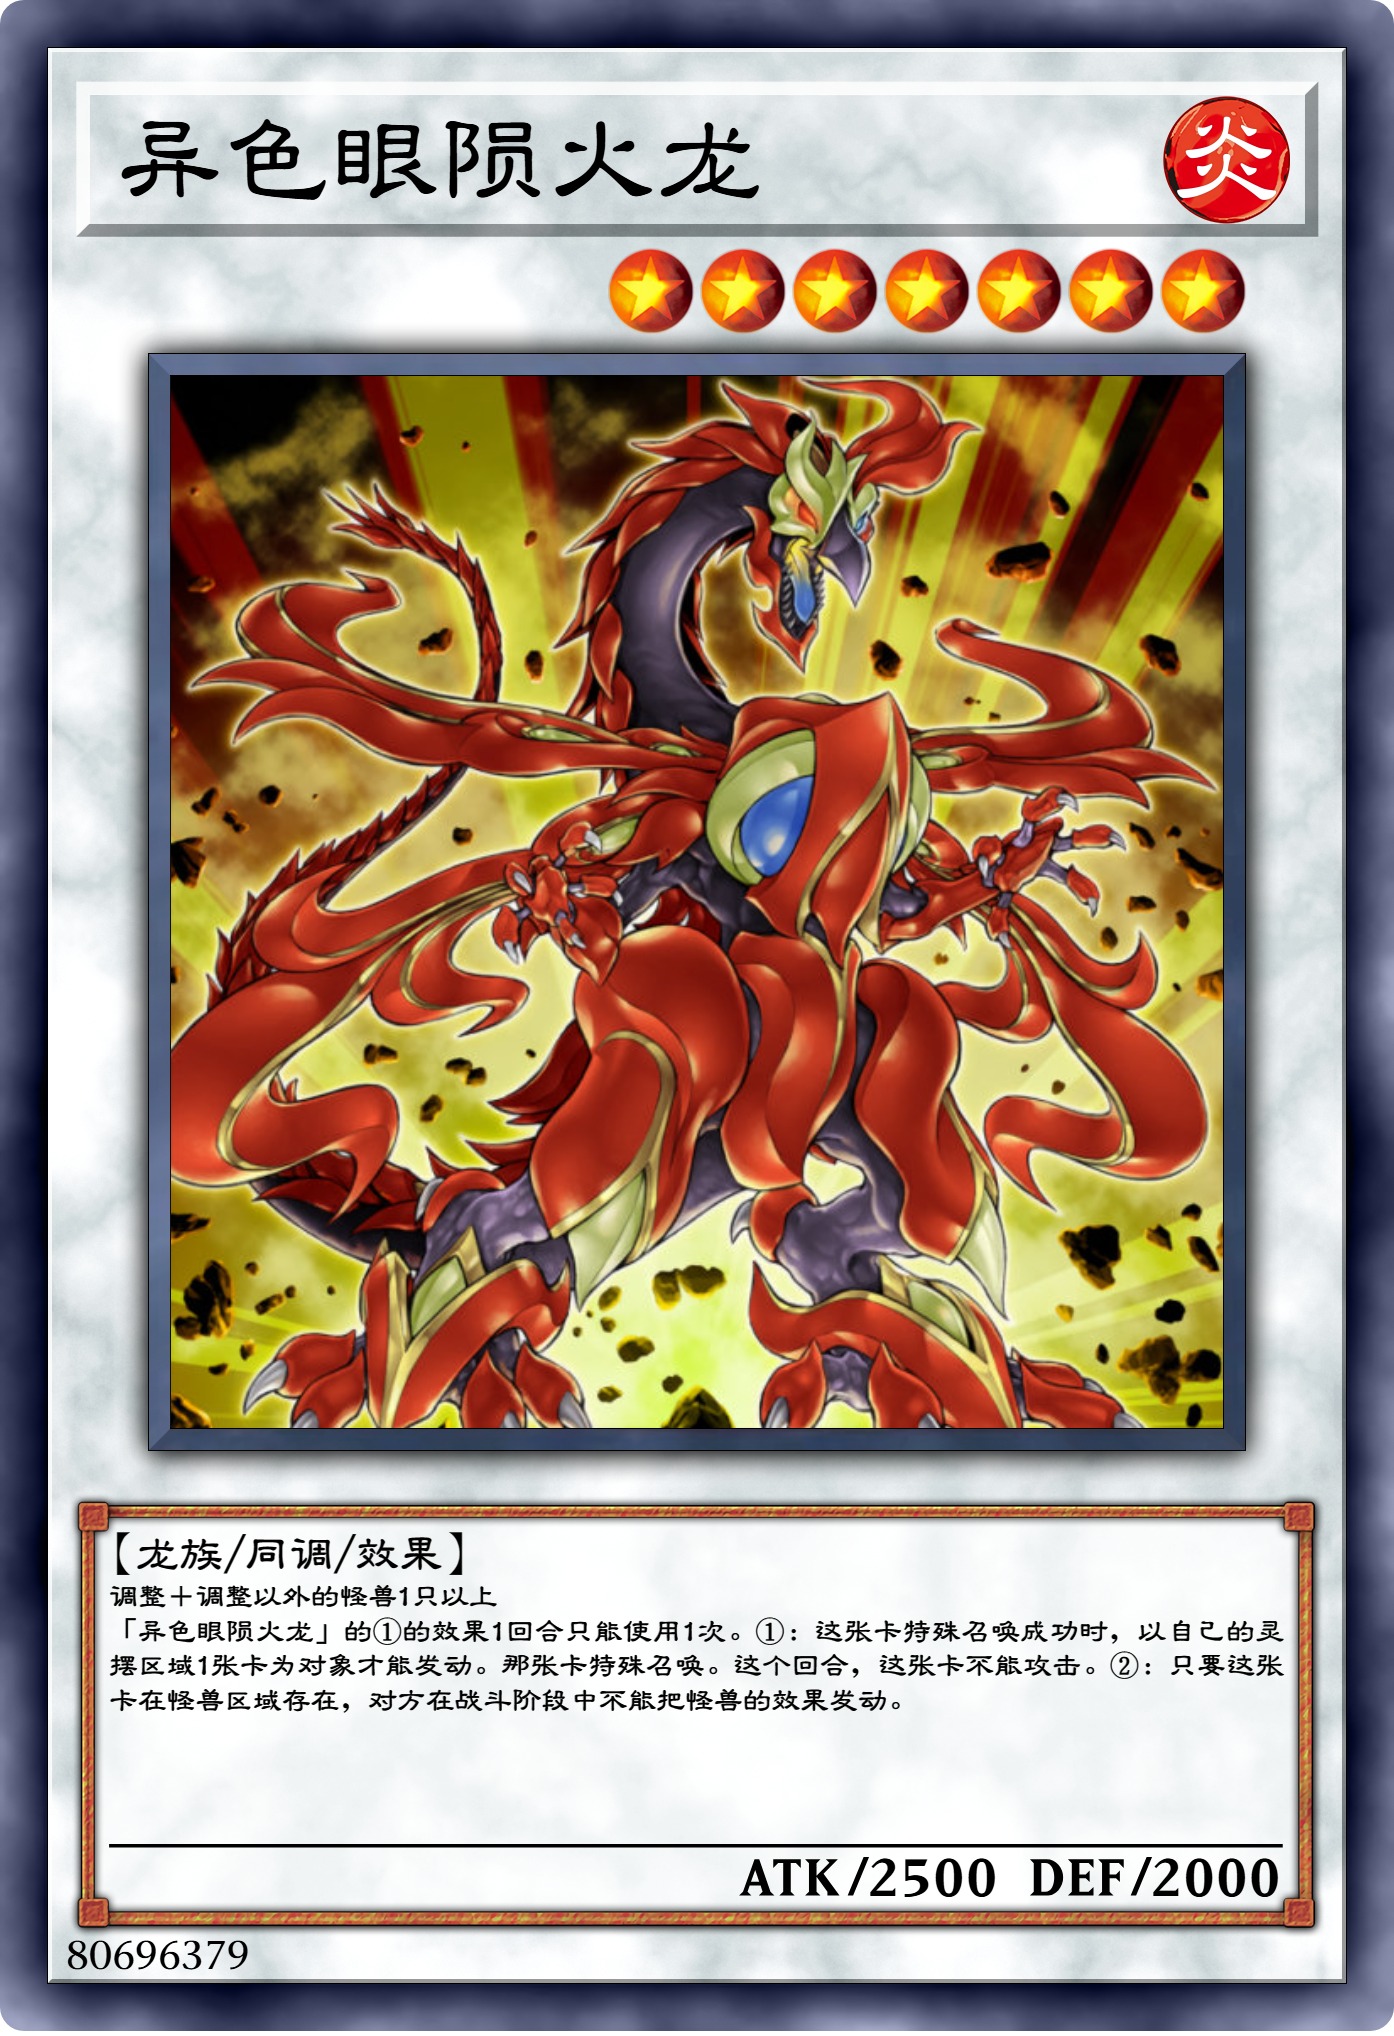 异色眼陨火龙
炎
【龙族/同调/效果】
调整＋调整以外的怪兽1只以上
「异色眼陨火龙」的①的效果1回合只能使用1次。①：这张卡特殊召唤成功时，以自己的灵
摆区域1张卡为对象才能发动。那张卡特殊召唤。这个回合，这张卡不能攻击。②：只要这张
卡在怪兽区域存在，对方在战斗阶段中不能把怪兽的效果发动。
ATK/2500 DEF/2000
80696379